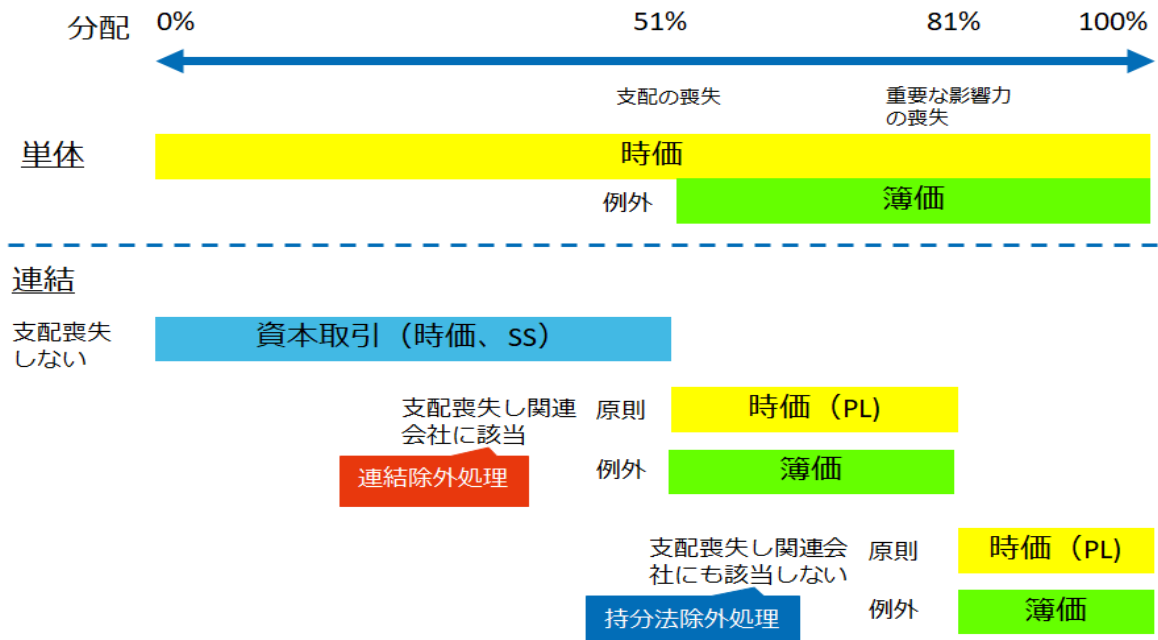 分配 0% 51% 81% 100%
支配の喪失
重要な影響力
の喪失
単体
時価
例外 簿価
連結
支配喪失
しない
資本取引（時価、SS）
支配喪失し関連
会社に該当
原則 時価（PL)
連結除外処理
例外 簿価
支配喪失し関連会
社にも該当しない
原則 時価（PL)
持分法除外処理
例外 簿価